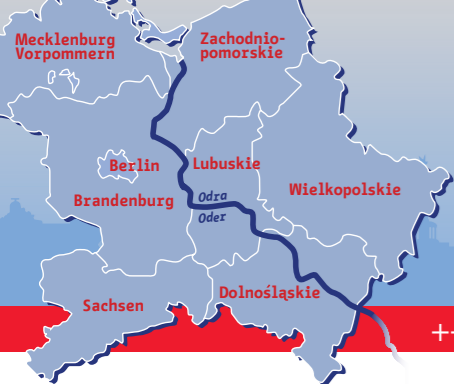 Mecklenburg
Vorpommern
Zachodnio-
pomorskie
Berlin
Lubuskie
Brandenburg
Wielkopolskie
Odra
Oder
Sachsen
Dolnośląskie
++